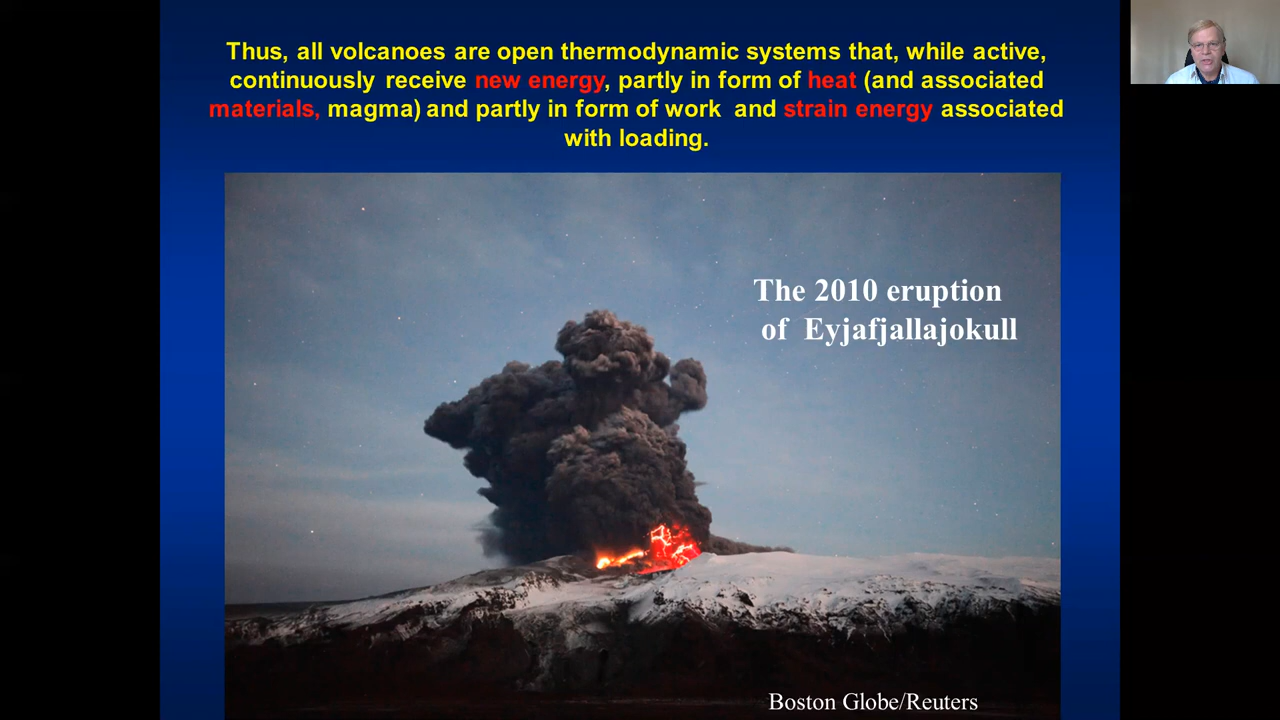 Thus, all volcanoes are open thermodynamic systems that, while active,
continuously receive new energy, partly in form of heat (and associated
materials, magma) and partly in form of work and strain energy associated
with loading.
The 2010 eruption
of Eyjafjallajokull
Boston Globe/Reuters